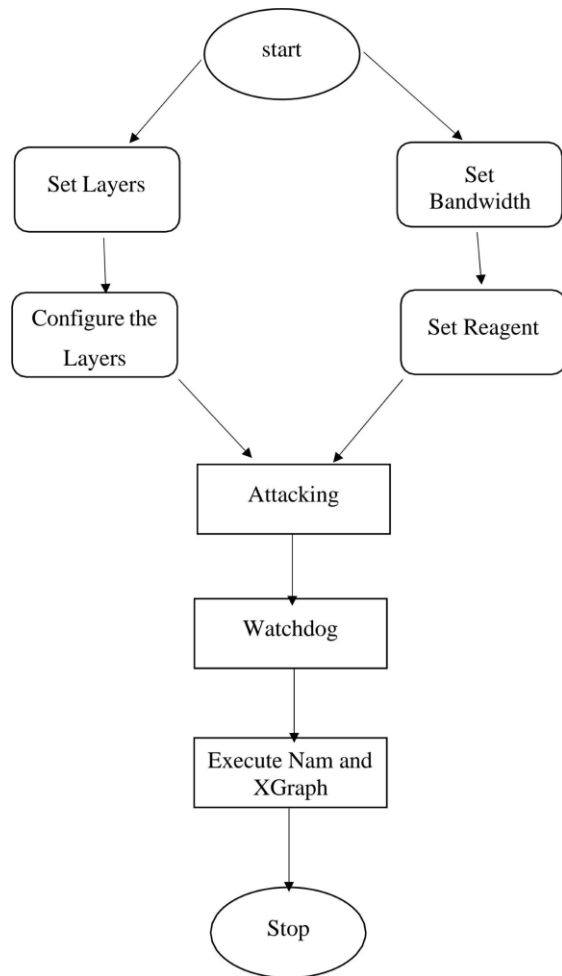 start
Set Layers
Set
Bandwidth
Configure the
Layers
Set Reagent
Attacking
Watchdog
Execute Nam and
XGraph
Stop